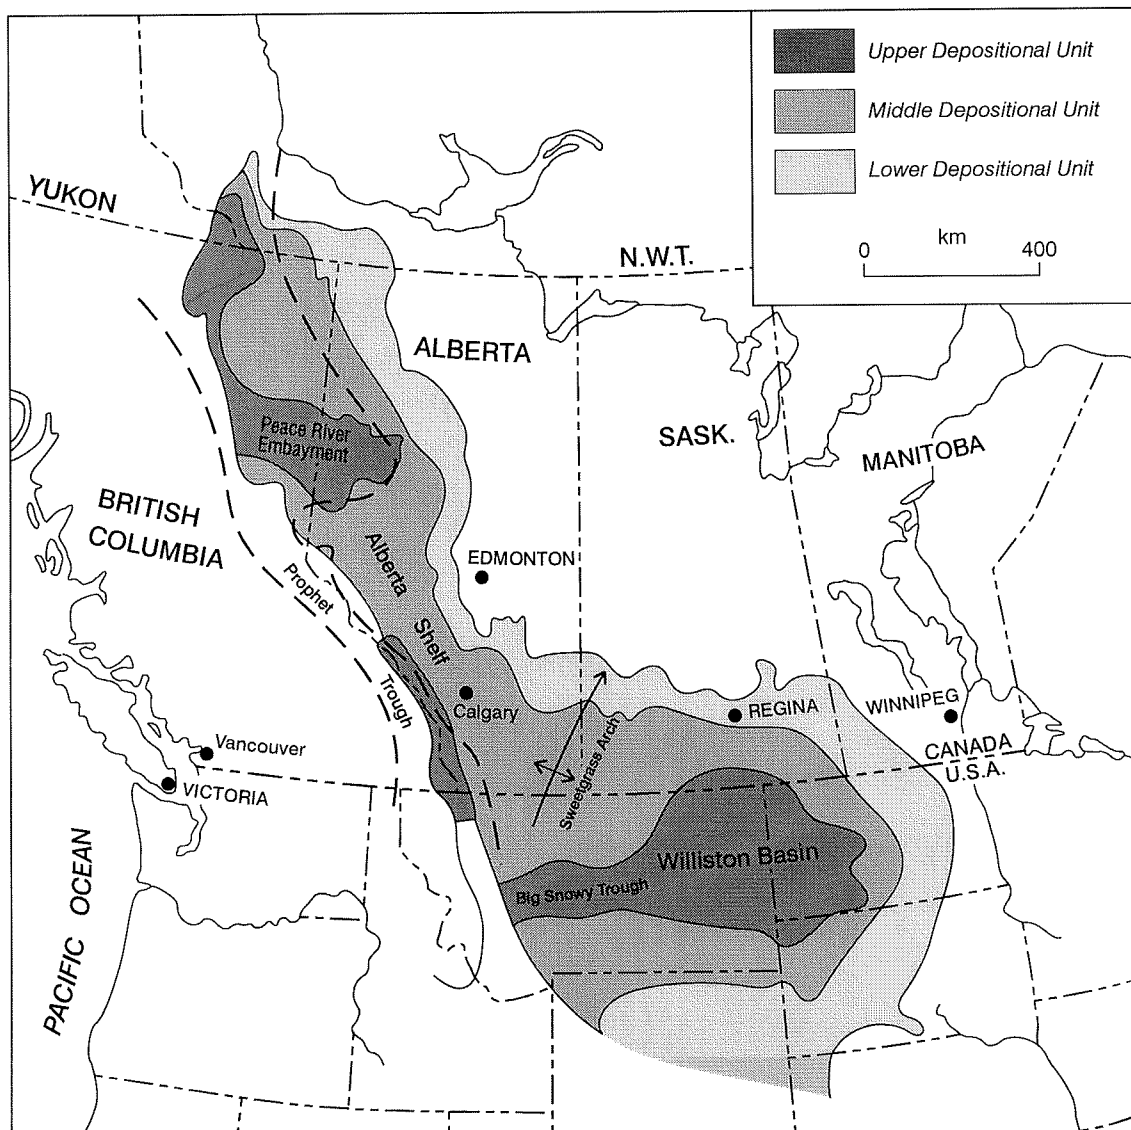 Upper Depositional Unit
Middle Depositional Unit
Lower Depositional Unit
km
0 400
YUKON
N.W.T.
ALBERTA
SASK.
MANITOBA
Peace River
Embayment
BRITISH
COLUMBIA
Alberta
Shelf
EDMONTON
Prophet
Trough
Calgary
Sweetgrass Arch
REGINA
WINNIPEG
CANADA
U.S.A.
Vancouver
VICTORIA
Williston Basin
Big Snowy Trough
PACIFIC OCEAN